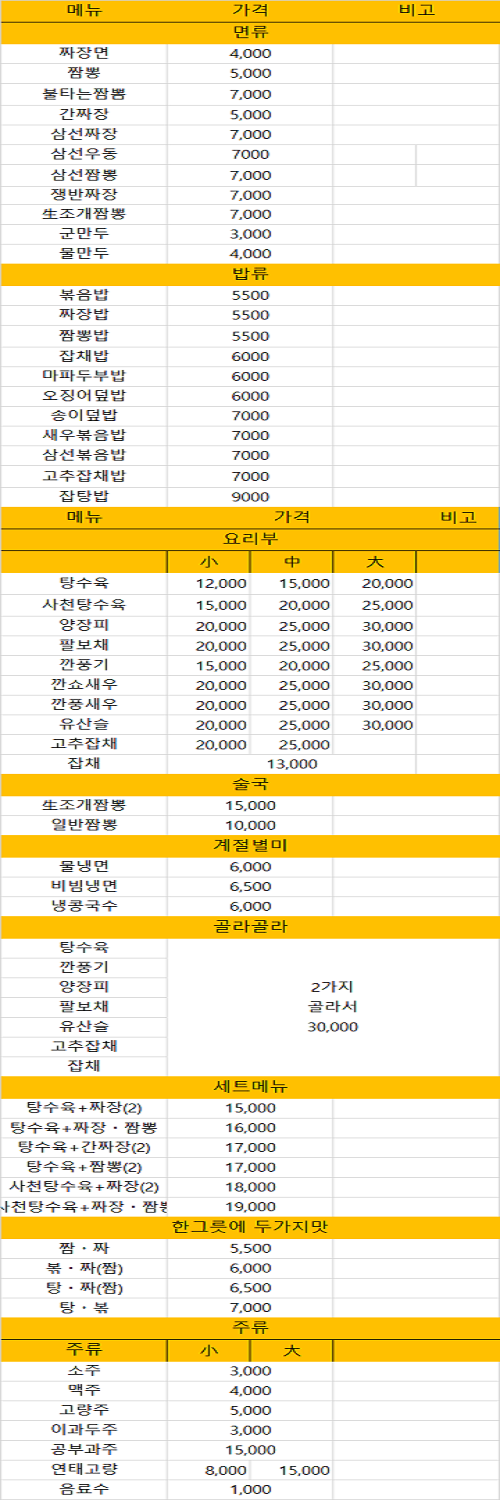 메뉴 가격 비고
면류
짜장면 4,000
짬뽕 5,000
불타는짬뽕 7,000
간짜장 5,000
삼선짜장 7,000
삼선우동 7000
삼선짬뽕 7,000
쟁반짜장 7,000
生조개짬뽕 7,000
군만두 3,000
물만두 4,000
밥류
볶음밥 5500
짜장밥 5500
짬뽕밥 5500
잡채밥 6000
마파두부밥 6000
오징어덮밥 6000
송이덮밥 7000
새우볶음밥 7000
삼선볶음밥 7000
고추잡채밥 7000
잡탕밥 9000
메뉴 가격 비고
요리부
小 中 大
탕수육 12,000 15,000 20,000
사천탕수육 15,000 20,000 25,000
양장피 20,000 25,000 30,000
팔보채 20,000 25,000 30,000
깐풍기 15,000 20,000 25,000
깐쇼새우 20,000 25,000 30,000
깐풍새우 20,000 25,000 30,000
유산슬 20,000 25,000 30,000
고추잡채 20,000 25,000
잡채 13,000
술국
生조개짬뽕 15,000
일반짬뽕 10,000
계절별미
물냉면 6,000
비빔냉면 6,500
냉콩국수 6,000
골라골라
탕수육
깐풍기
양장피 2가지
팔보채 골라서
유산슬 30,000
고추잡채
잡채
세트메뉴
탕수육+짜장(2) 15,000
탕수육+짜장·짬뽕 16,000
탕수육+간짜장(2) 17,000
탕수육+짬뽕(2) 17,000
사천탕수육+짜장(2) 18,000
사천탕수육+짜장·짬뽕 19,000
한그릇에 두가지맛
짬·짜 5,500
볶·짜(짬) 6,000
탕·짜(짬) 6,500
탕·볶 7,000
주류
주류 小 大
소주 3,000
맥주 4,000
고량주 5,000
이과두주 3,000
공부과주 15,000
연태고량 8,000 15,000
음료수 1,000